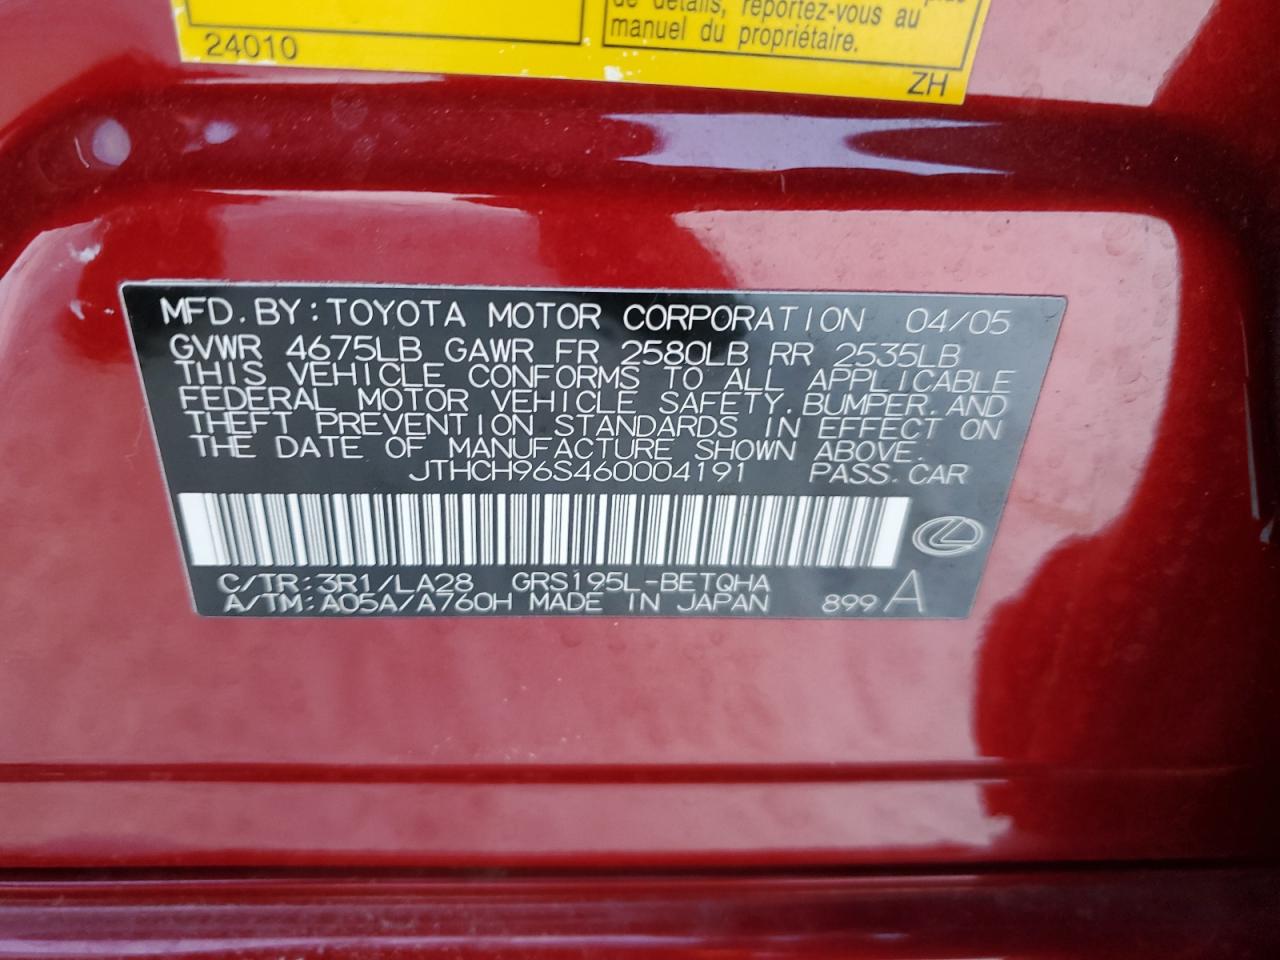 de détails, reportez-vous au
manuel du propriétaire.
24010
ZH
MFD. BY: TOYOTA MOTOR CORPORATION 04/05
GVWR 4675LB GAWR FR 2580LB RR 2535LB
THIS VEHICLE CONFORMS TO ALL APPLICABLE
FEDERAL MOTOR VEHICLE SAFETY, BUMPER, AND
THEFT PREVENTION STANDARDS IN EFFECT ON
THE DATE OF MANUFACTURE SHOWN ABOVE.
JTHCH96S460004191 PASS. CAR
C/TR: 3R1/LA28 GRS195L-BETQHA
A/TM: A05A/A760H MADE IN JAPAN 899 A